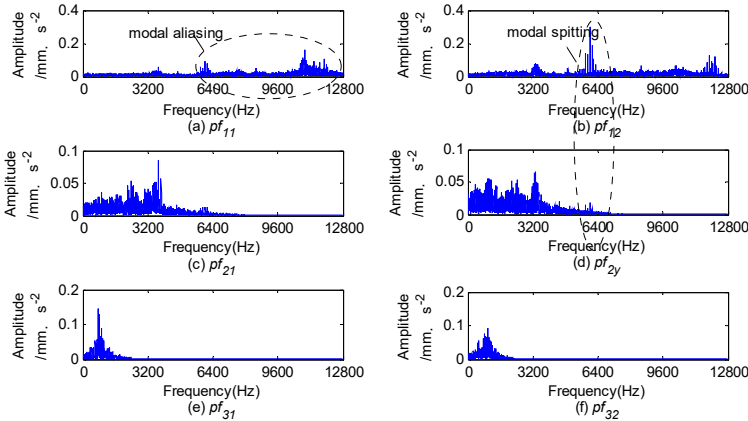 0.4
0.2
0
Amplitude
/mm. s-2
modal aliasing
0 3200 6400 9600 12800
Frequency(Hz)
(a) pf11
0.4
0.2
0
Amplitude
/mm. s-2
modal spitting
0 3200 6400 9600 12800
Frequency(Hz)
(b) pf12
0.1
0.05
0
Amplitude
/mm. s-2
0 3200 6400 9600 12800
(c) pf21
0.1
0.05
0
Amplitude
/mm. s-2
0 3200 6400 9600 12800
(d) pf2y
0.2
0.1
0
Amplitude
/mm. s-2
0 3200 6400 9600 12800
Frequency(Hz)
(e) pf31
0.2
0.1
0
Amplitude
/mm. s-2
0 3200 6400 9600 12800
Frequency(Hz)
(f) pf32